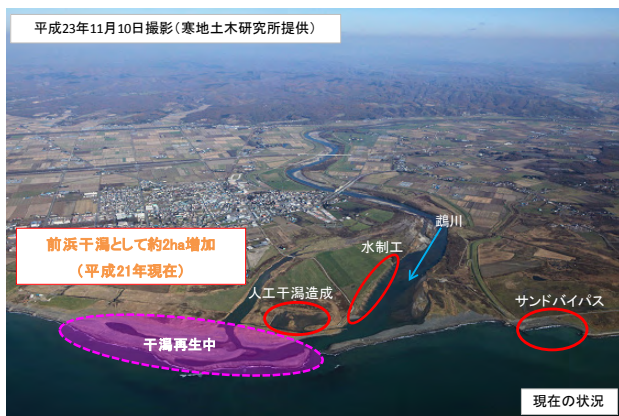 平成23年11月10日撮影（寒地土木研究所提供）
鵡川
水制工
前浜干潟として約2ha増加
（平成21年現在）
人工干潟造成
サンドバイパス
干潟再生中
現在の状況